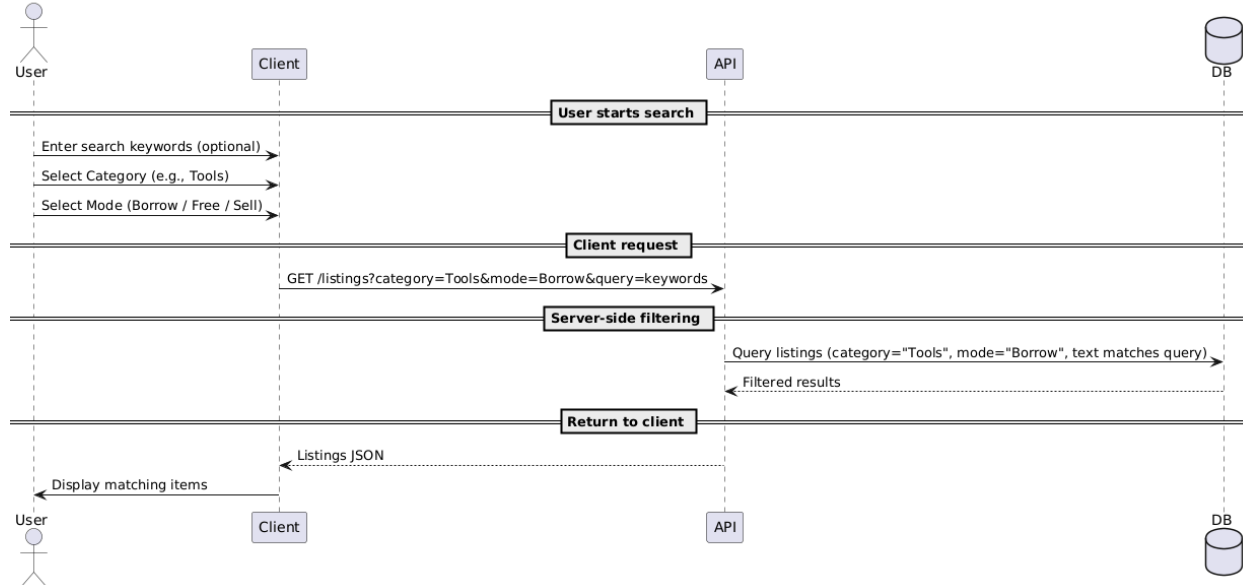 User
Client
API
DB
User starts search
Enter search keywords (optional)
Select Category (e.g., Tools)
Select Mode (Borrow / Free / Sell)
Client request
GET /listings?category=Tools&mode=Borrow&query=keywords
Server-side filtering
Query listings (category="Tools", mode="Borrow", text matches query)
Filtered results
Return to client
Listings JSON
Display matching items
User
Client
API
DB